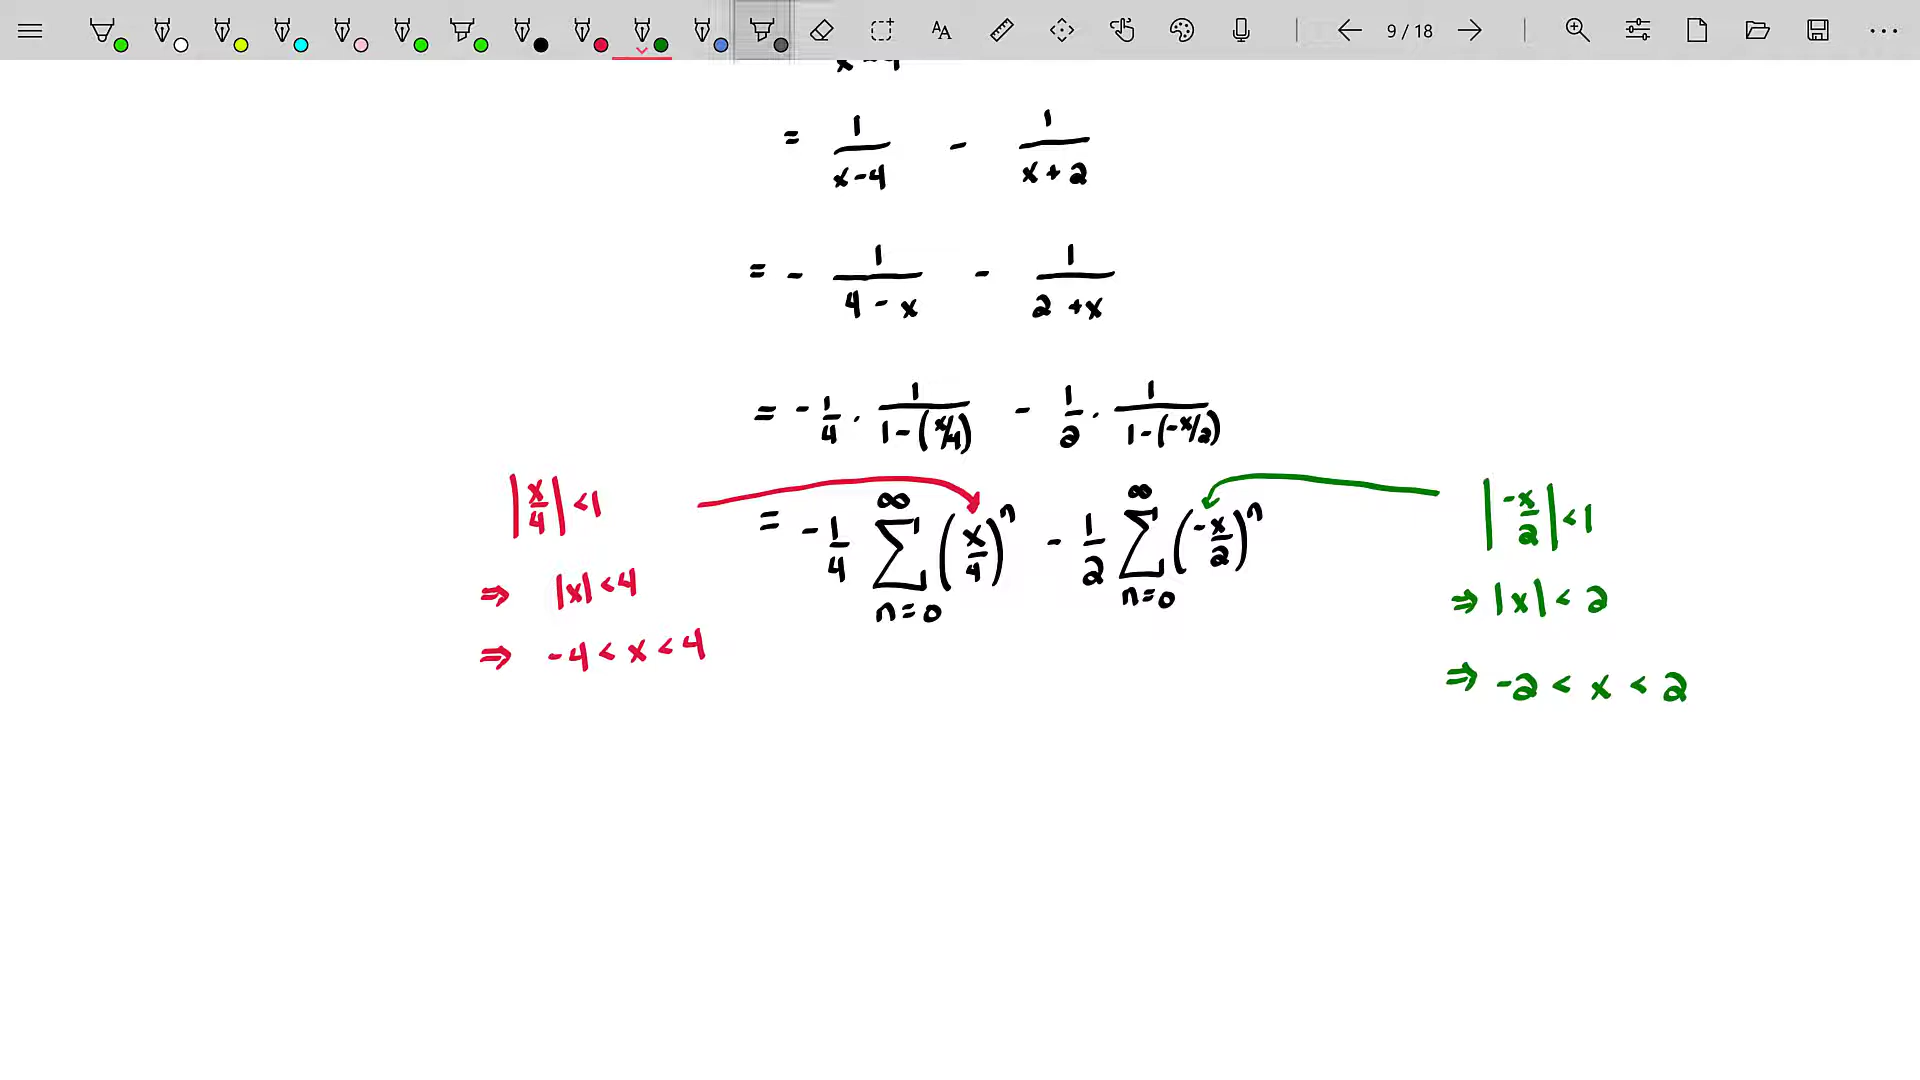 9 / 18
x - 4
= 1/(x-4) - 1/(x+2)
= - 1/(4-x) - 1/(2+x)
= -1/4 · 1/(1-(x/4)) - 1/2 · 1/(1-(-x/2))
|x/4| < 1
= -1/4 ∑_{n=0}^{∞} (x/4)^n - 1/2 ∑_{n=0}^{∞} (-x/2)^n
|-x/2| < 1
⇒ |x| < 4
⇒ |x| < 2
⇒ -4 < x < 4
⇒ -2 < x < 2